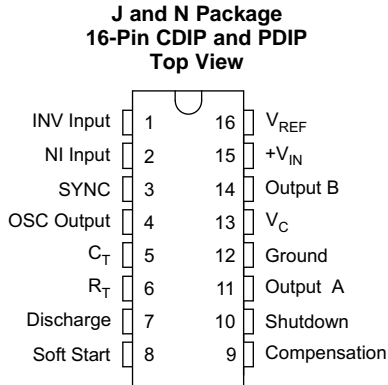 J and N Package
16-Pin CDIP and PDIP
Top View
INV Input 1 16 VREF
NI Input 2 15 +VIN
SYNC 3 14 Output B
OSC Output 4 13 VC
CT 5 12 Ground
RT 6 11 Output A
Discharge 7 10 Shutdown
Soft Start 8 9 Compensation